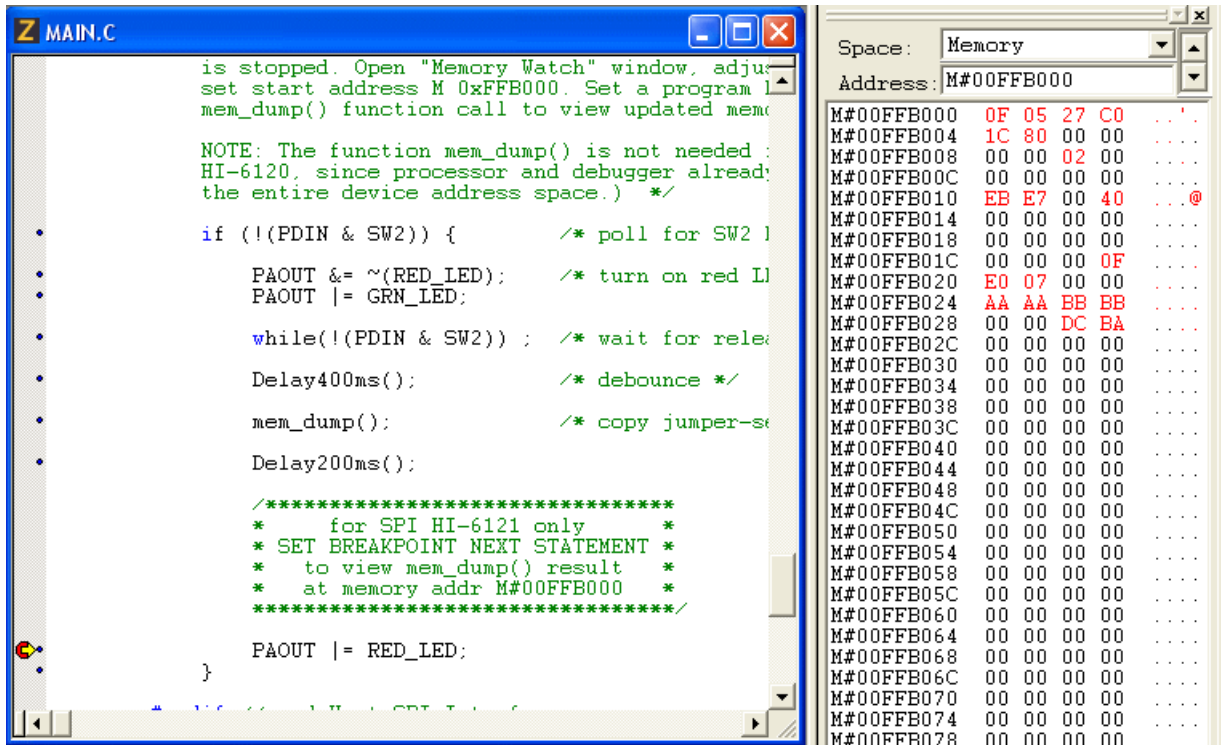 Z MAIN.C
is stopped. Open "Memory Watch" window, adjus
set start address M 0xFFB000. Set a program
mem_dump() function call to view updated memo
NOTE: The function mem_dump() is not needed
HI-6120, since processor and debugger already
the entire device address space.) */
if (!(PDIN & SW2)) { /* poll for SW2
PAOUT &= ~(RED_LED); /* turn on red
PAOUT |= GRN_LED;
while(!(PDIN & SW2)) ; /* wait for relea
Delay400ms(); /* debounce */
mem_dump(); /* copy jumper-se
Delay200ms();
/*********************************
* for SPI HI-6121 only *
* SET BREAKPOINT NEXT STATEMENT *
* to view mem_dump() result *
* at memory addr M#00FFB000 *
*********************************/
PAOUT |= RED_LED;
}
Space: Memory
Address: M#00FFB000
M#00FFB000 0F 05 27 C0 ..'.
M#00FFB004 1C 80 00 00 ....
M#00FFB008 00 00 02 00 ....
M#00FFB00C 00 00 00 00 ....
M#00FFB010 EB E7 00 40 ...@
M#00FFB014 00 00 00 00 ....
M#00FFB018 00 00 00 00 ....
M#00FFB01C 00 00 00 0F ....
M#00FFB020 E0 07 00 00 ....
M#00FFB024 AA AA BB BB ....
M#00FFB028 00 00 DC BA ....
M#00FFB02C 00 00 00 00 ....
M#00FFB030 00 00 00 00 ....
M#00FFB034 00 00 00 00 ....
M#00FFB038 00 00 00 00 ....
M#00FFB03C 00 00 00 00 ....
M#00FFB040 00 00 00 00 ....
M#00FFB044 00 00 00 00 ....
M#00FFB048 00 00 00 00 ....
M#00FFB04C 00 00 00 00 ....
M#00FFB050 00 00 00 00 ....
M#00FFB054 00 00 00 00 ....
M#00FFB058 00 00 00 00 ....
M#00FFB05C 00 00 00 00 ....
M#00FFB060 00 00 00 00 ....
M#00FFB064 00 00 00 00 ....
M#00FFB068 00 00 00 00 ....
M#00FFB06C 00 00 00 00 ....
M#00FFB070 00 00 00 00 ....
M#00FFB074 00 00 00 00 ....
M#00FFB078 00 00 00 00 ....